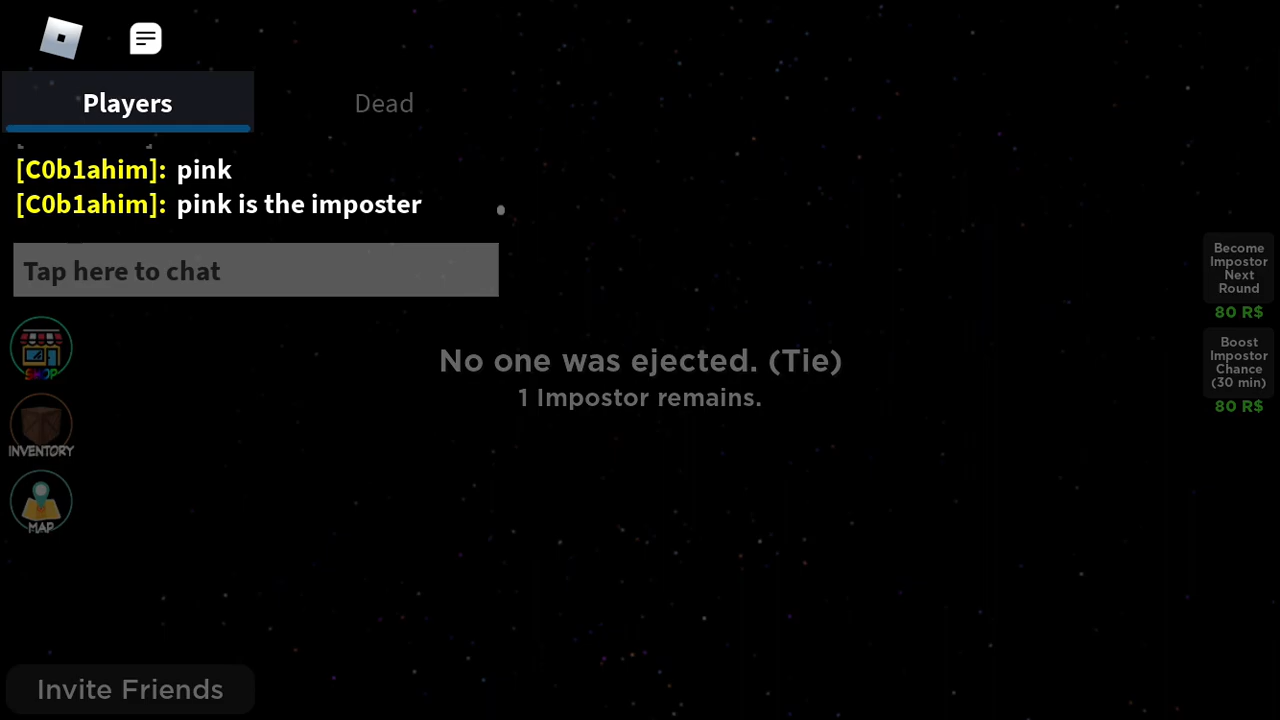 Players
Dead
[C0b1ahim]: pink
[C0b1ahim]: pink is the imposter
Tap here to chat
SHOP
INVENTORY
MAP
No one was ejected. (Tie)
1 Impostor remains.
Become
Impostor
Next
Round
80 R$
Boost
Impostor
Chance
(30 min)
80 R$
Invite Friends